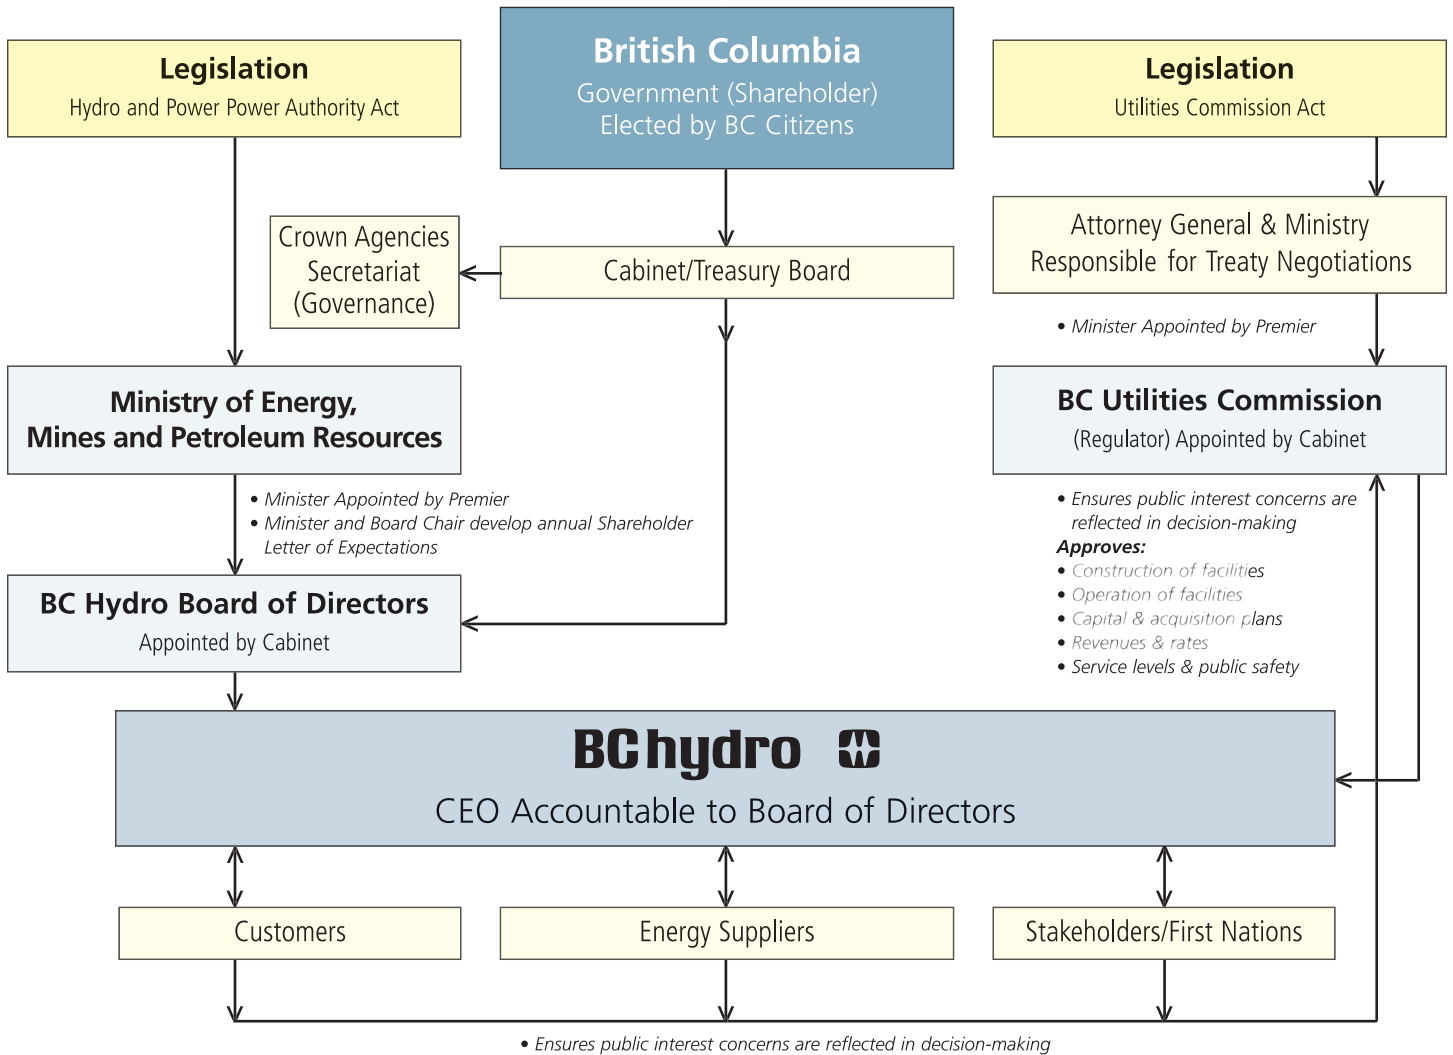 Legislation
Hydro and Power Power Authority Act
British Columbia
Government (Shareholder)
Elected by BC Citizens
Legislation
Utilities Commission Act
Crown Agencies
Secretariat
(Governance)
Cabinet/Treasury Board
Attorney General & Ministry
Responsible for Treaty Negotiations
• Minister Appointed by Premier
Ministry of Energy,
Mines and Petroleum Resources
BC Utilities Commission
(Regulator) Appointed by Cabinet
• Minister Appointed by Premier
• Minister and Board Chair develop annual Shareholder
Letter of Expectations
• Ensures public interest concerns are
reflected in decision-making
Approves:
• Construction of facilities
• Operation of facilities
• Capital & acquisition plans
• Revenues & rates
• Service levels & public safety
BC Hydro Board of Directors
Appointed by Cabinet
BC hydro
CEO Accountable to Board of Directors
Customers
Energy Suppliers
Stakeholders/First Nations
• Ensures public interest concerns are reflected in decision-making